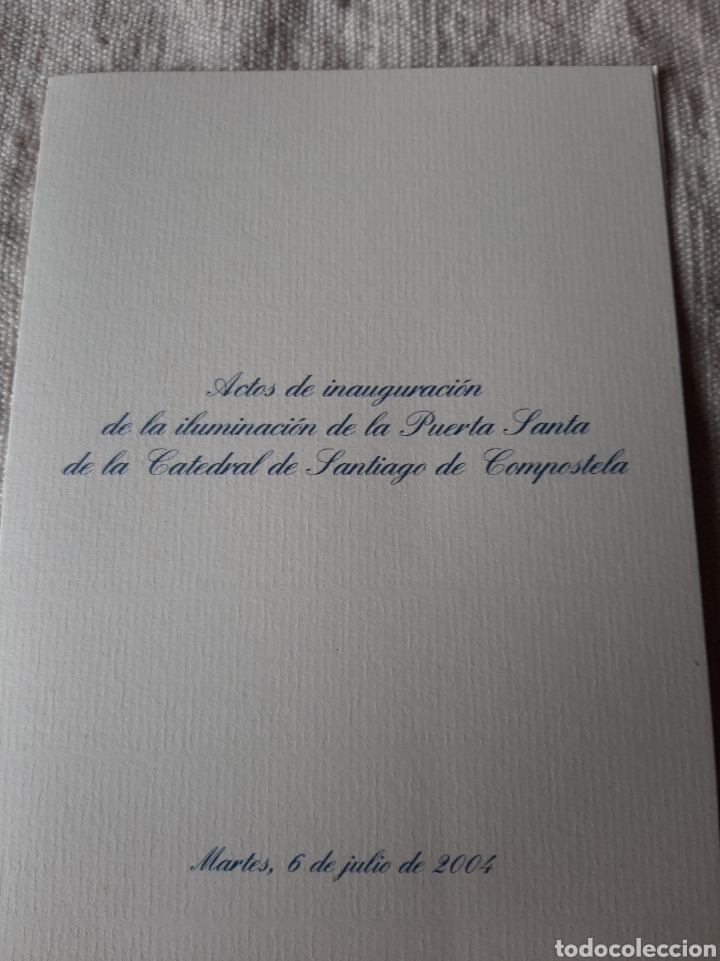 Actos de inauguración
de la iluminación de la Puerta Santa
de la Catedral de Santiago de Compostela
Martes, 6 de julio de 2004
todocoleccion